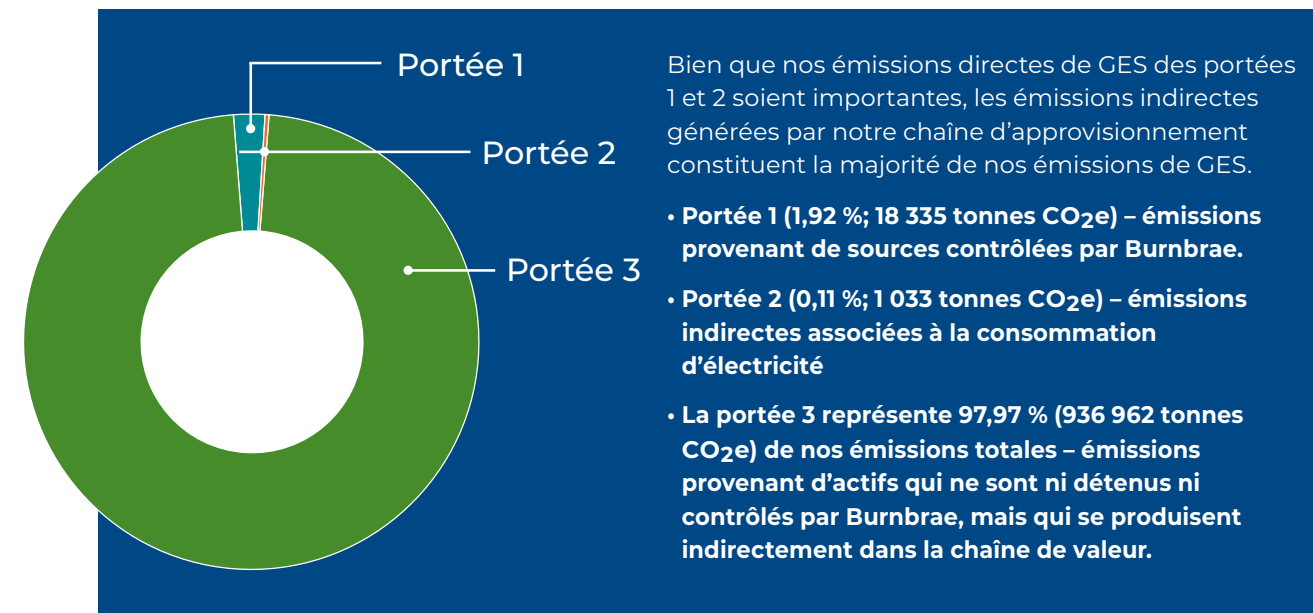 Portée 1
Portée 2
Portée 3
Bien que nos émissions directes de GES des portées
1 et 2 soient importantes, les émissions indirectes
générées par notre chaîne d’approvisionnement
constituent la majorité de nos émissions de GES.
• Portée 1 (1,92 %; 18 335 tonnes CO2e) – émissions
provenant de sources contrôlées par Burnbrae.
• Portée 2 (0,11 %; 1 033 tonnes CO2e) – émissions
indirectes associées à la consommation
d’électricité
• La portée 3 représente 97,97 % (936 962 tonnes
CO2e) de nos émissions totales – émissions
provenant d’actifs qui ne sont ni détenus ni
contrôlés par Burnbrae, mais qui se produisent
indirectement dans la chaîne de valeur.